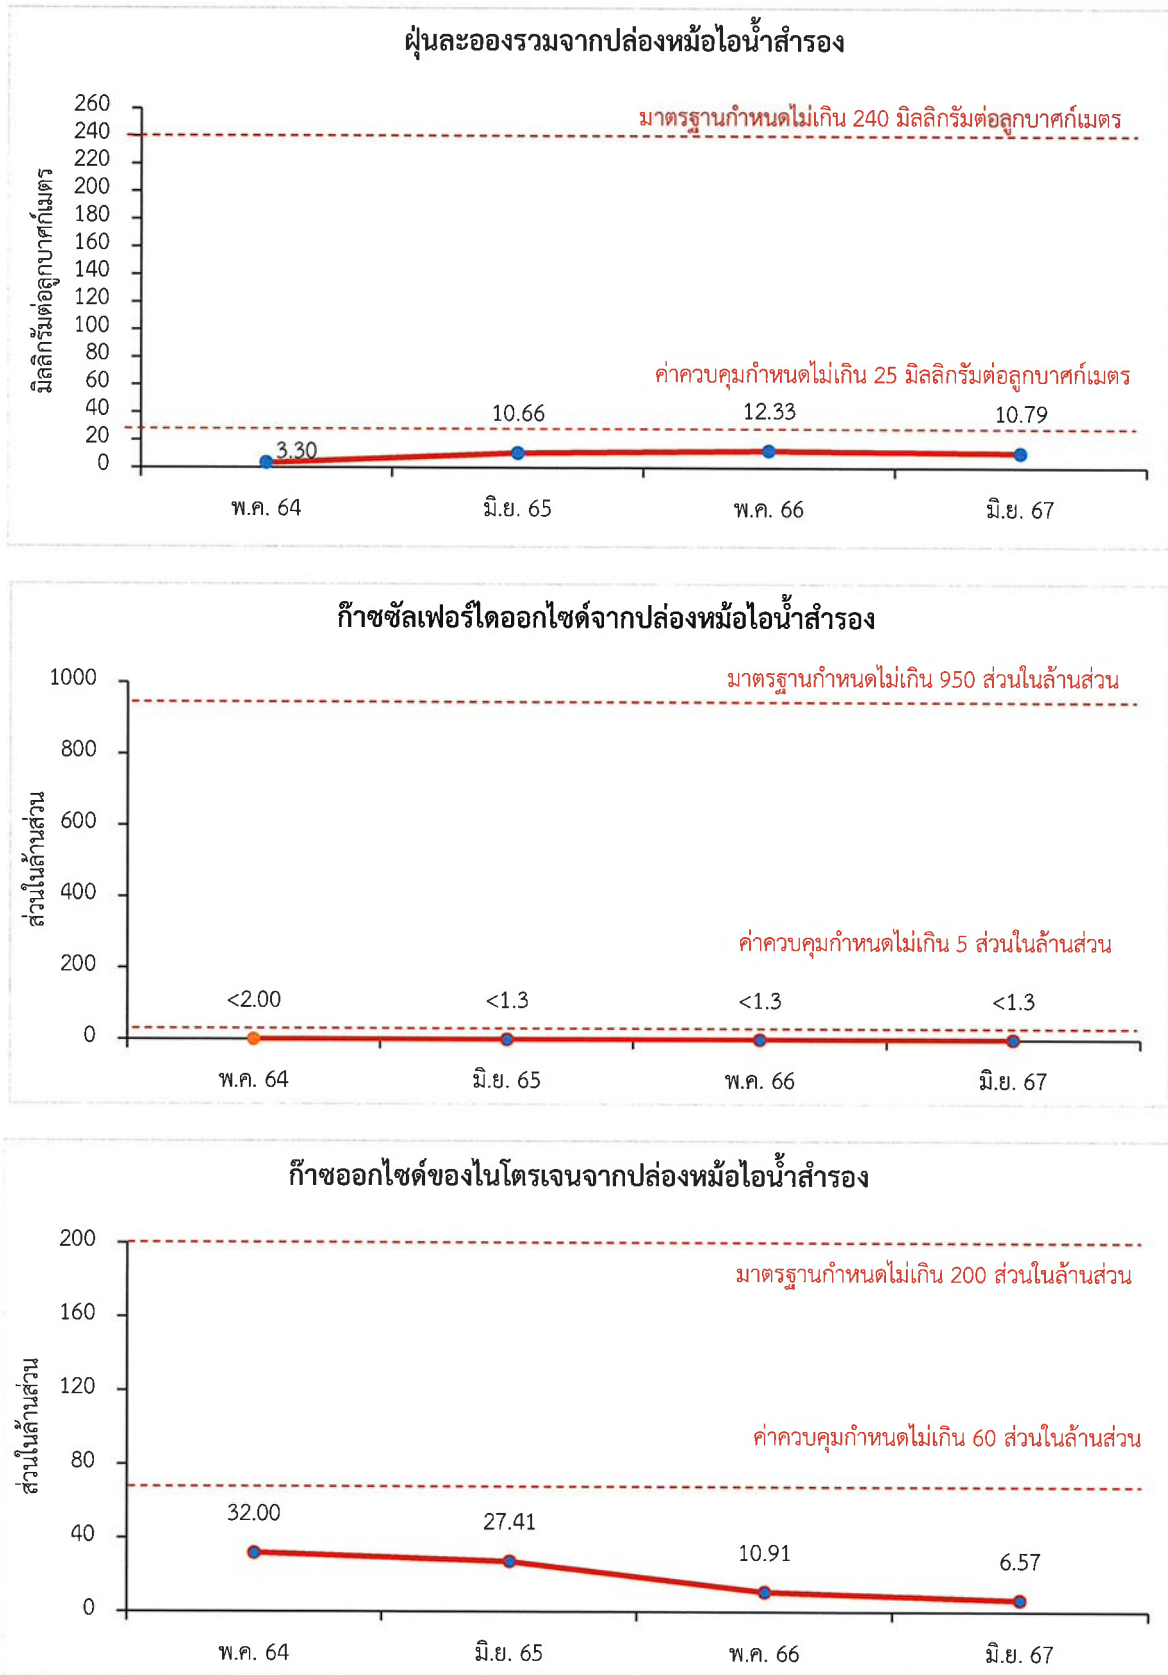 ฝุ่นละอองรวมจากปล่องหม้อไอน้ำสำรอง
260
240
220
200
180
160
140
120
100
80
60
40
20
0
มิลลิกรัมต่อลูกบาศก์เมตร
มาตรฐานกำหนดไม่เกิน 240 มิลลิกรัมต่อลูกบาศก์เมตร
ค่าควบคุมกำหนดไม่เกิน 25 มิลลิกรัมต่อลูกบาศก์เมตร
3.30 10.66 12.33 10.79
พ.ค. 64 มิ.ย. 65 พ.ค. 66 มิ.ย. 67
ก๊าซซัลเฟอร์ไดออกไซด์จากปล่องหม้อไอน้ำสำรอง
1000
800
600
400
200
0
ส่วนในล้านส่วน
มาตรฐานกำหนดไม่เกิน 950 ส่วนในล้านส่วน
ค่าควบคุมกำหนดไม่เกิน 5 ส่วนในล้านส่วน
<2.00 <1.3 <1.3 <1.3
พ.ค. 64 มิ.ย. 65 พ.ค. 66 มิ.ย. 67
ก๊าซออกไซด์ของไนโตรเจนจากปล่องหม้อไอน้ำสำรอง
200
160
120
80
40
0
ส่วนในล้านส่วน
มาตรฐานกำหนดไม่เกิน 200 ส่วนในล้านส่วน
ค่าควบคุมกำหนดไม่เกิน 60 ส่วนในล้านส่วน
32.00 27.41 10.91 6.57
พ.ค. 64 มิ.ย. 65 พ.ค. 66 มิ.ย. 67